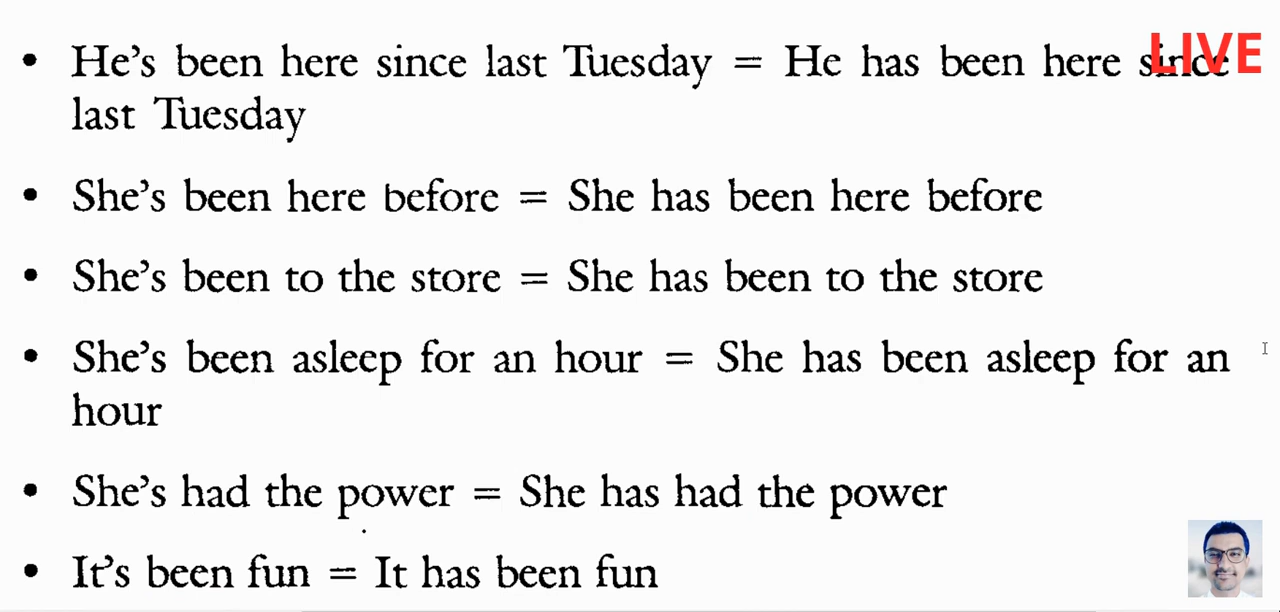 • He's been here since last Tuesday = He has been here since
LIVE
last Tuesday
• She's been here before = She has been here before
• She's been to the store = She has been to the store
• She's been asleep for an hour = She has been asleep for an
hour
• She's had the power = She has had the power
• It's been fun = It has been fun